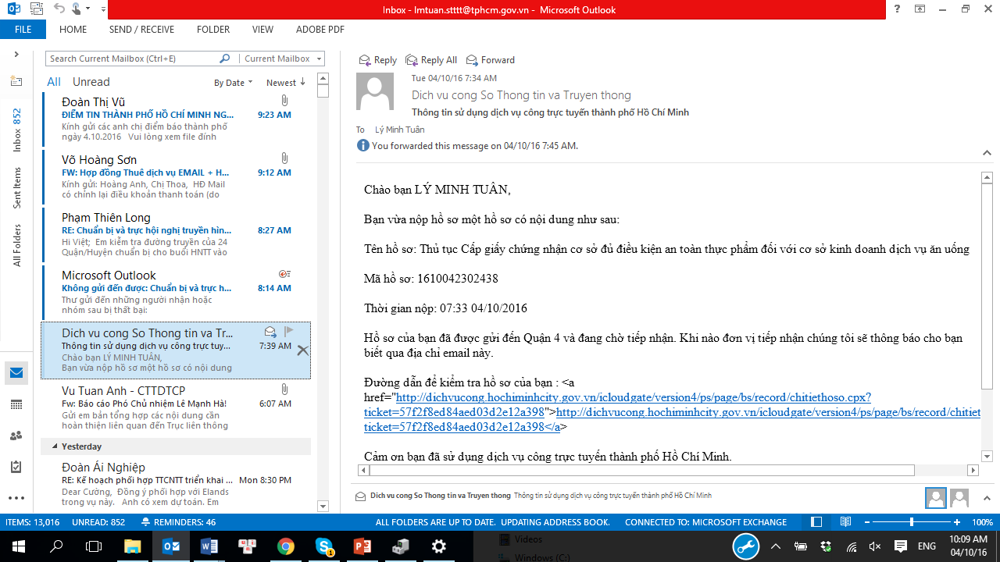 Inbox - lmtuan.stttt@tphcm.gov.vn - Microsoft Outlook
?
FILE HOME SEND / RECEIVE FOLDER VIEW ADOBE PDF
Search Current Mailbox (Ctrl+E) Current Mailbox
All Unread By Date Newest
Inbox 852
Sent Items
All Folders
Đoàn Thị Vũ
ĐIỂM TIN THÀNH PHỐ HỒ CHÍ MINH NG... 9:23 AM
Kính gửi các anh chị điểm báo thành phố
ngày 4.10.2016 Vui lòng xem file đính
Võ Hoàng Sơn
FW: Hợp đồng Thuê dịch vụ EMAIL + H... 9:12 AM
Kính gửi: Hoàng Anh, Chị Thoa, HĐ Mail
có chỉnh lại điều khoản thanh toán (do
Phạm Thiên Long
RE: Chuẩn bị và trực hội nghị truyền hìn... 8:27 AM
Hi Việt; Em kiểm tra đường truyền của 24
Quận/Huyện chuẩn bị cho buổi HNTT vào
Microsoft Outlook
Không gửi đến được: Chuẩn bị và trực h... 8:14 AM
Thư gửi đến những người nhận hoặc
nhóm sau bị thất bại:
Dich vu cong So Thong tin va Tr...
Thông tin sử dụng dịch vụ công trực tuy... 7:39 AM
Chào bạn LÝ MINH TUÂN,
Bạn vừa nộp hồ sơ một hồ sơ có nội dung
Vu Tuan Anh - CTTDTCP
Fw: Báo cáo Phó Chủ nhiệm Lê Mạnh Hà! 6:07 AM
Gửi em bản tổng hợp các nội dung cần
hoàn thiện liên quan đến Trục liên thông
Yesterday
Đoàn Ái Nghiệp
RE: Kế hoạch phối hợp TTCNTT triển khai ... Mon 8:30 PM
Dear Cường, Đồng ý phối hợp với Elands
trong vụ này. Anh có xem dự toán. Em
Reply Reply All Forward
Tue 04/10/16 7:34 AM
Dich vu cong So Thong tin va Truyen thong
Thông tin sử dụng dịch vụ công trực tuyến thành phố Hồ Chí Minh
To Lý Minh Tuân
You forwarded this message on 04/10/16 7:45 AM.
Chào bạn LÝ MINH TUÂN,
Bạn vừa nộp hồ sơ một hồ sơ có nội dung như sau:
Tên hồ sơ: Thủ tục Cấp giấy chứng nhận cơ sở đủ điều kiện an toàn thực phẩm đối với cơ sở kinh doanh dịch vụ ăn uống
Mã hồ sơ: 1610042302438
Thời gian nộp: 07:33 04/10/2016
Hồ sơ của bạn đã được gửi đến Quận 4 và đang chờ tiếp nhận. Khi nào đơn vị tiếp nhận chúng tôi sẽ thông báo cho bạn
biết qua địa chỉ email này.
Đường dẫn để kiểm tra hồ sơ của bạn : <a
href="http://dichvucong.hochiminhcity.gov.vn/icloudgate/version4/ps/page/bs/record/chitiethoso.cpx?
ticket=57f2f8ed84aed03d2e12a398">http://dichvucong.hochiminhcity.gov.vn/icloudgate/version4/ps/page/bs/record/chitiet
ticket=57f2f8ed84aed03d2e12a398</a>
Cảm ơn bạn đã sử dụng dịch vụ công trực tuyến thành phố Hồ Chí Minh.
Dich vu cong So Thong tin va Truyen thong Thông tin sử dụng dịch vụ công trực tuyến thành phố Hồ Chí Minh
ITEMS: 13,016 UNREAD: 852 REMINDERS: 46 ALL FOLDERS ARE UP TO DATE. UPDATING ADDRESS BOOK. CONNECTED TO: MICROSOFT EXCHANGE 100%
Videos
Windows (C:)
1
ENG
10:09 AM
04/10/16